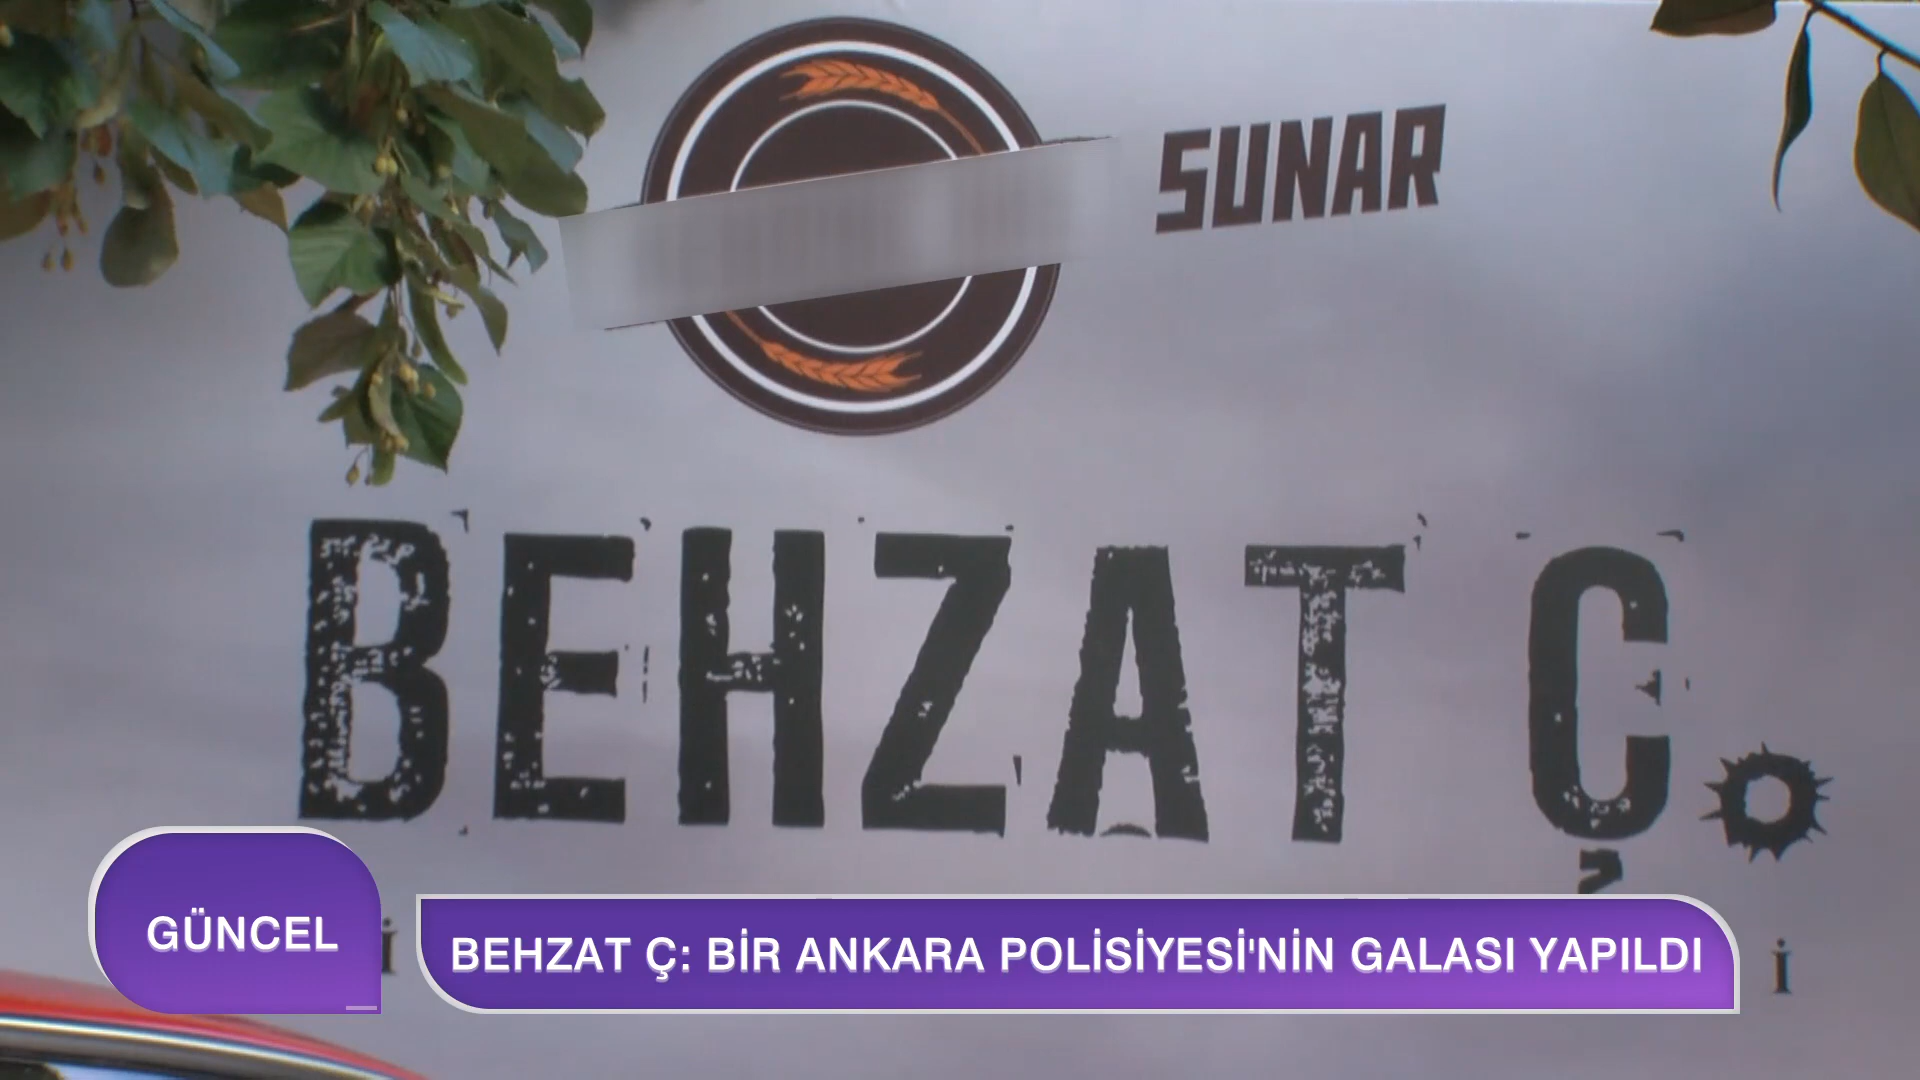 SUNAR
BEHZAT Ç.
GÜNCEL
BEHZAT Ç: BİR ANKARA POLİSİYESİ'NİN GALASI YAPILDI